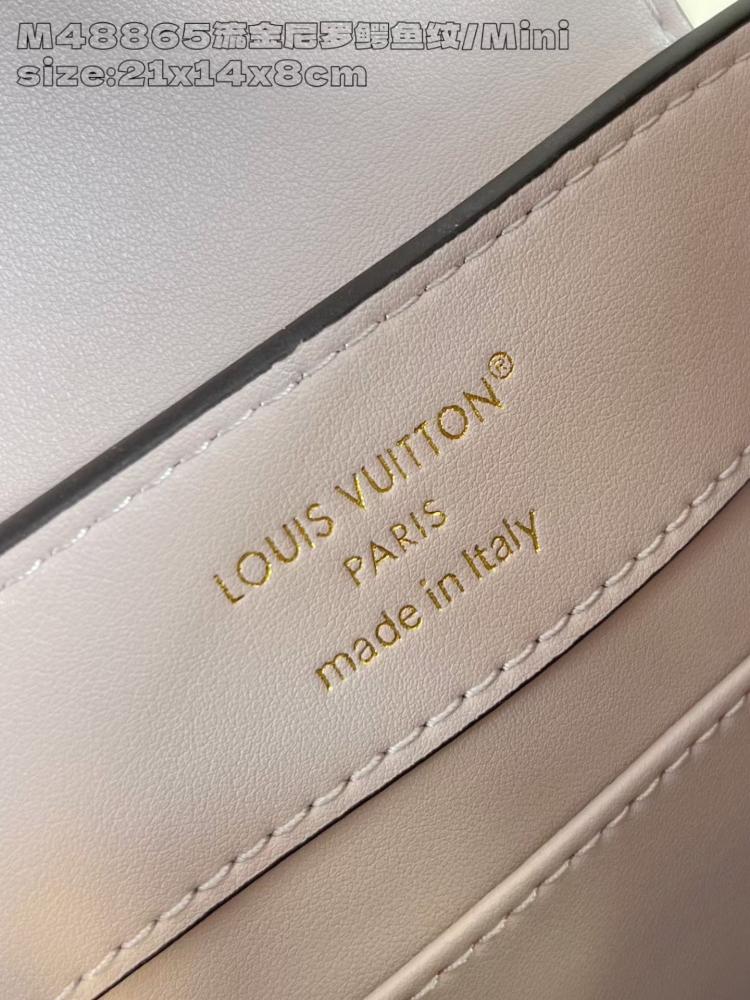 M48865流金尼罗鳄鱼纹/Mini
size:21x14x8cm
LOUIS VUITTON®
PARIS
made in Italy